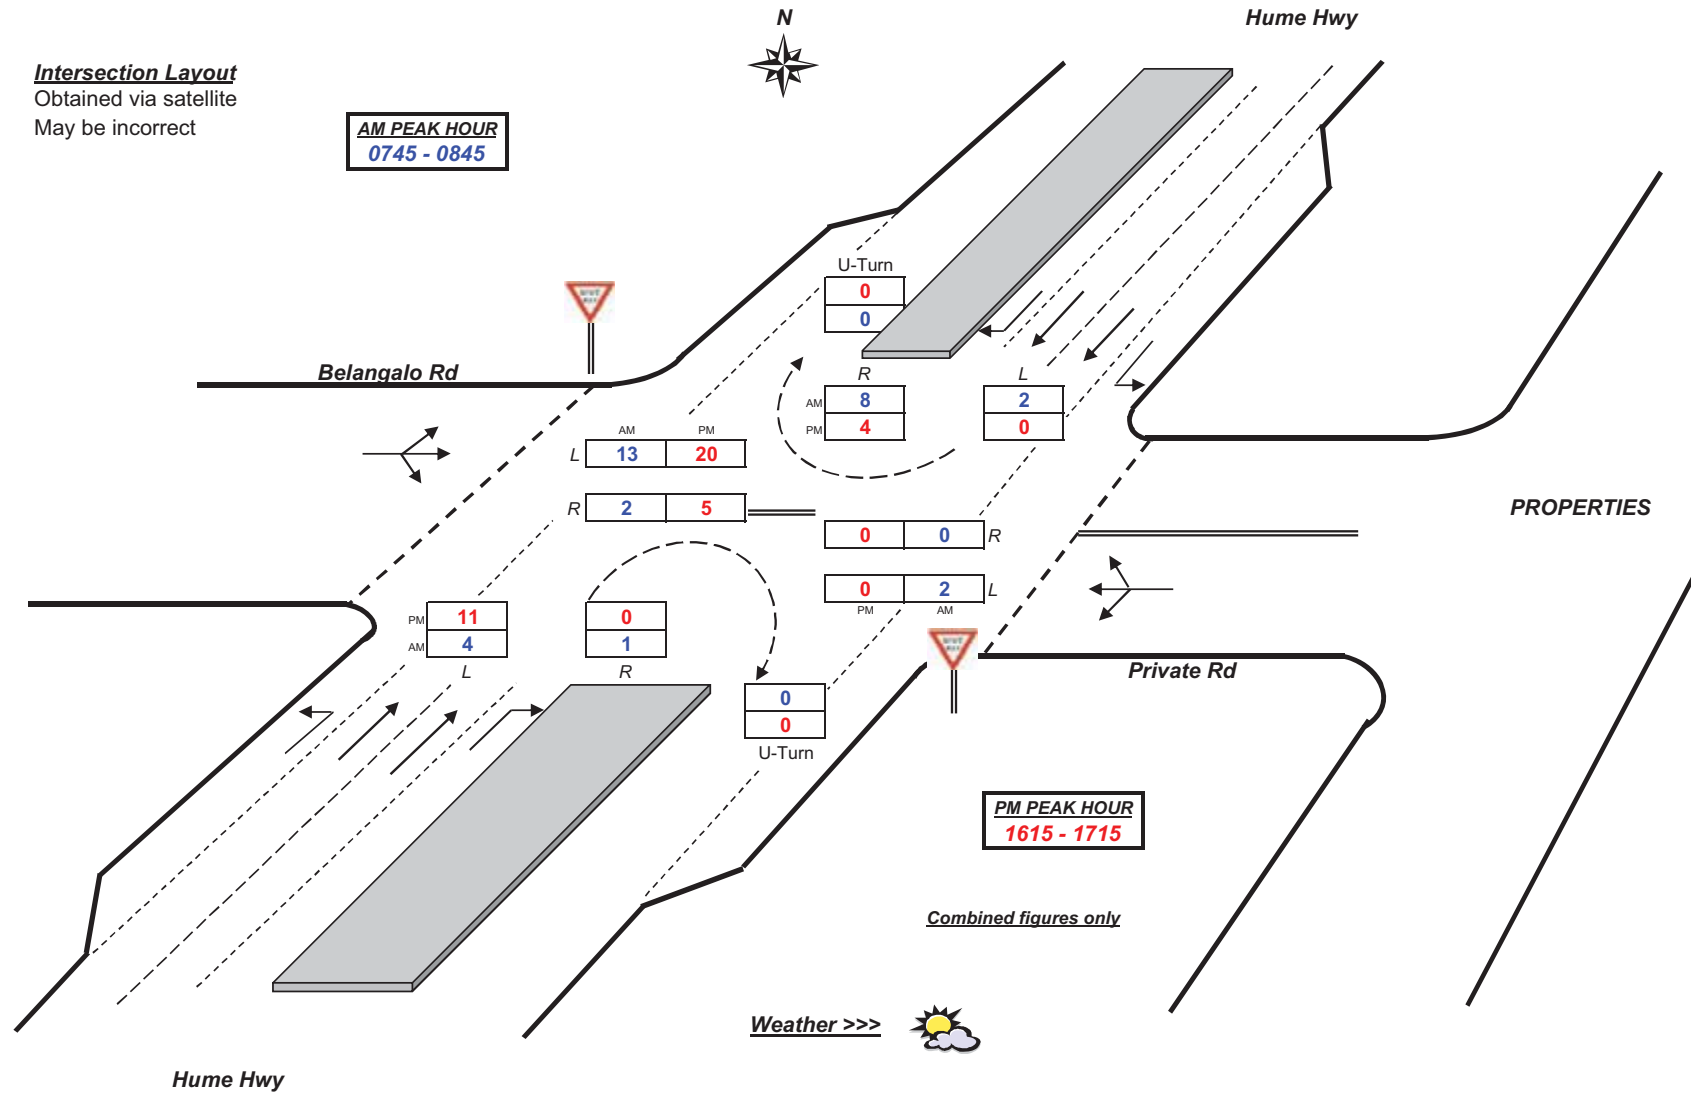 N
Hume Hwy
Intersection Layout
Obtained via satellite
May be incorrect
AM PEAK HOUR
0745 - 0845
U-Turn
0
0
Belangalo Rd
R
L
AM 8
2
PM 4
0
AM PM
L 13 20
R 2 5
PROPERTIES
0 0 R
0 2 L
PM AM
PM 11
0
AM 4
1
L
R
Private Rd
0
0
U-Turn
PM PEAK HOUR
1615 - 1715
Combined figures only
Weather >>>
Hume Hwy